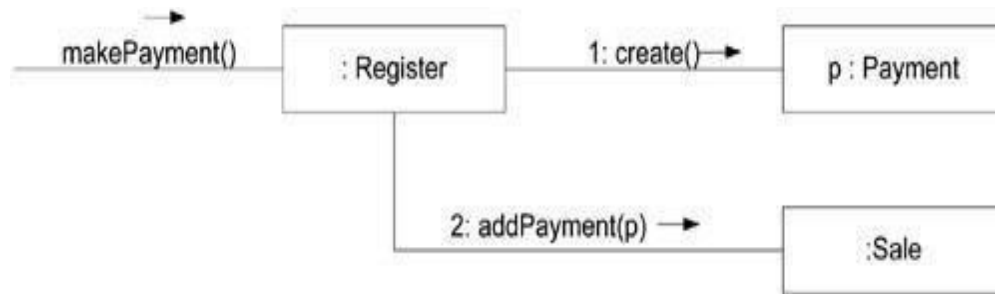 makePayment()
: Register
1: create()
p : Payment
2: addPayment(p)
:Sale